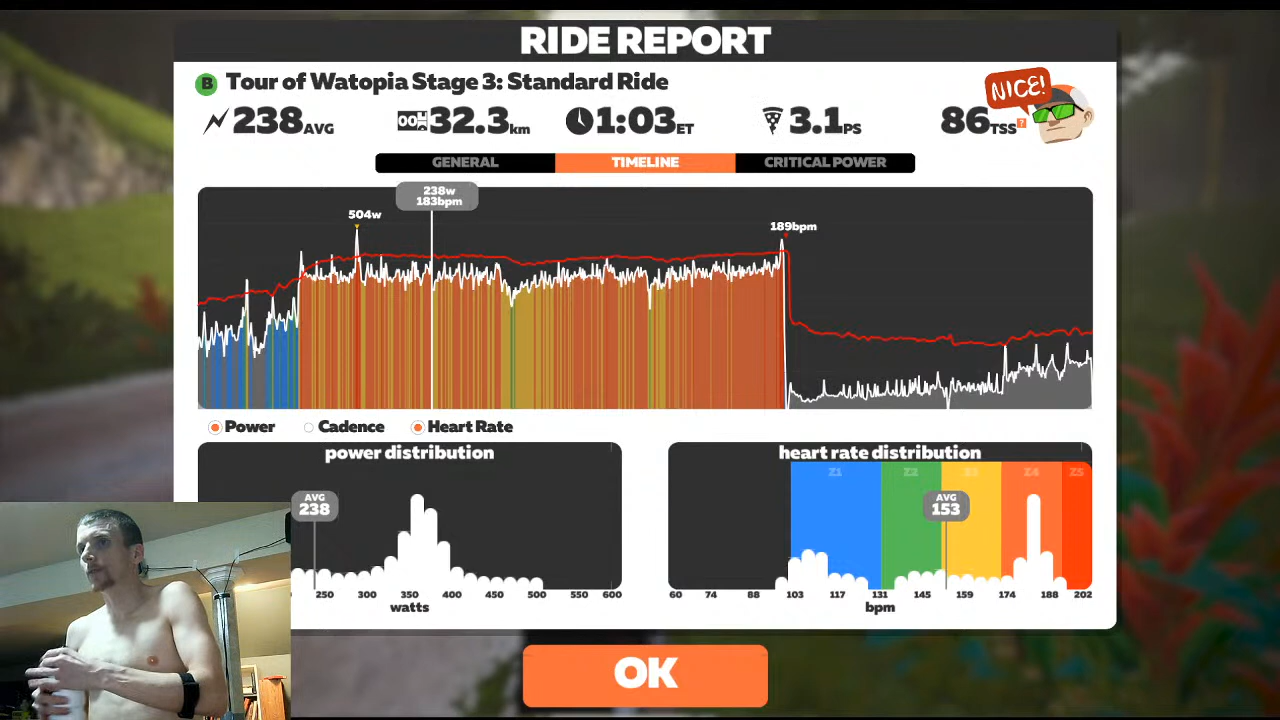 RIDE REPORT
B Tour of Watopia Stage 3: Standard Ride
NICE!
238AVG 32.3km 1:03ET 3.1PS 86TSS?
GENERAL TIMELINE CRITICAL POWER
238w
183bpm
504w
189bpm
Power Cadence Heart Rate
power distribution
AVG
238
250 300 350 400 450 500 550 600
watts
heart rate distribution
Z1 Z2 Z3 Z4 Z5
AVG
153
60 74 88 103 117 131 145 159 174 188 202
bpm
OK